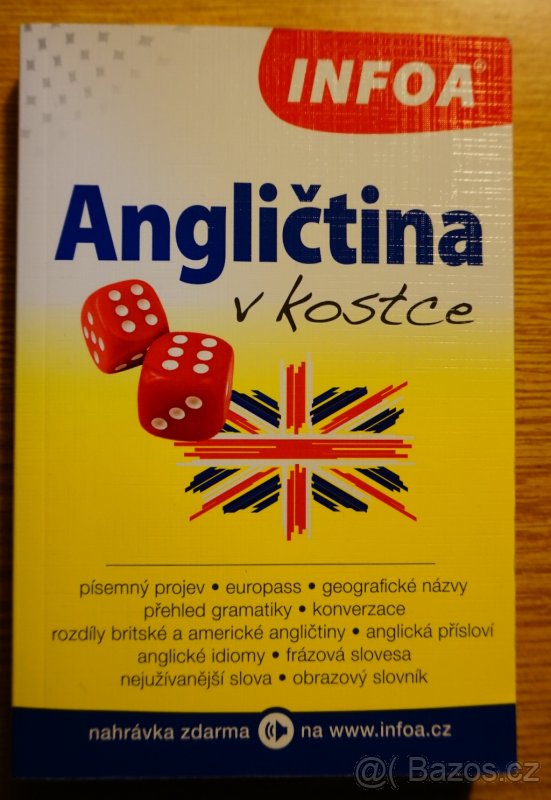 INFOA®
Angličtina
v kostce
písemný projev • europass • geografické názvy
přehled gramatiky • konverzace
rozdíly britské a americké angličtiny • anglická přísloví
anglické idiomy • frázová slovesa
nejužívanější slova • obrazový slovník
nahrávka zdarma na www.infoa.cz
@( Bazos.cz